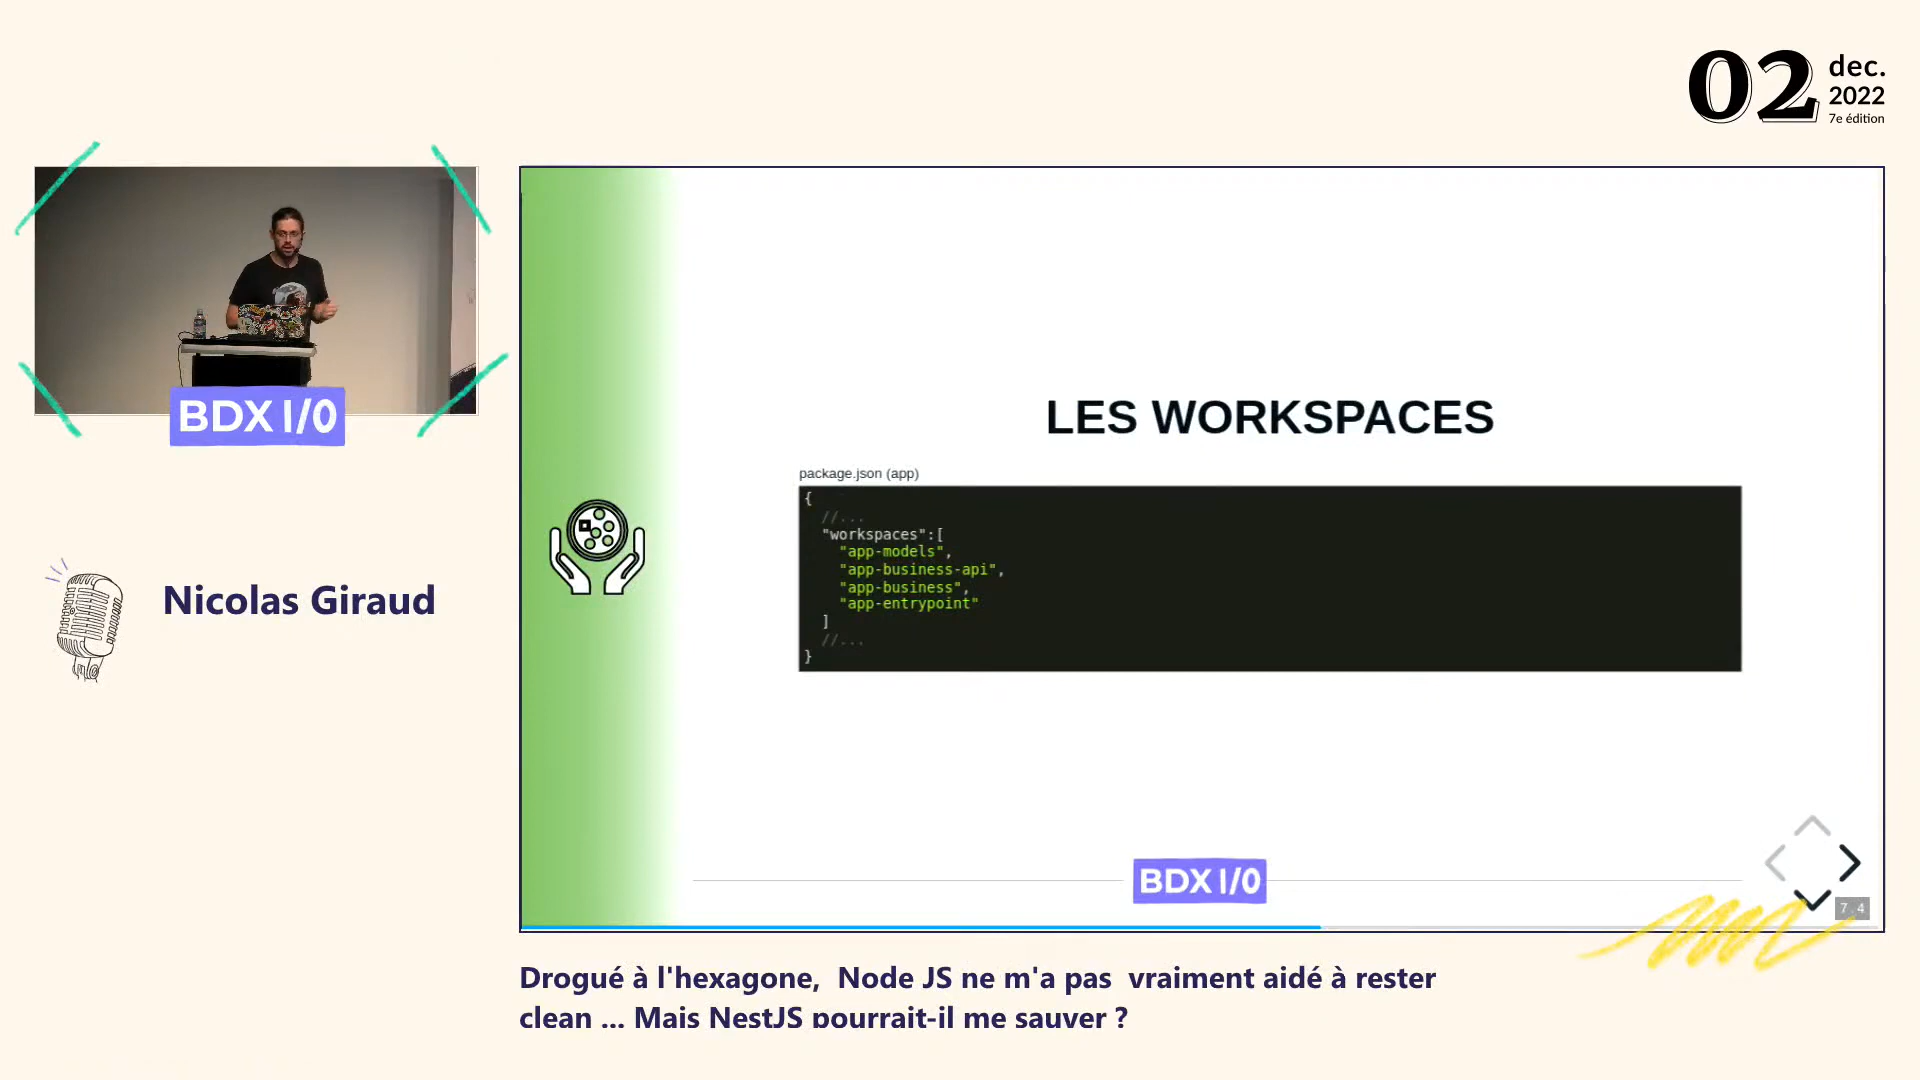 02
dec.
2022
7e édition
BDX I/O
Nicolas Giraud
LES WORKSPACES
package.json (app)
{
//...
"workspaces":[
"app-models",
"app-business-api",
"app-business",
"app-entrypoint"
]
//...
}
BDX I/O
7.4
Drogué à l'hexagone, Node JS ne m'a pas vraiment aidé à rester
clean ... Mais NestJS pourrait-il me sauver ?